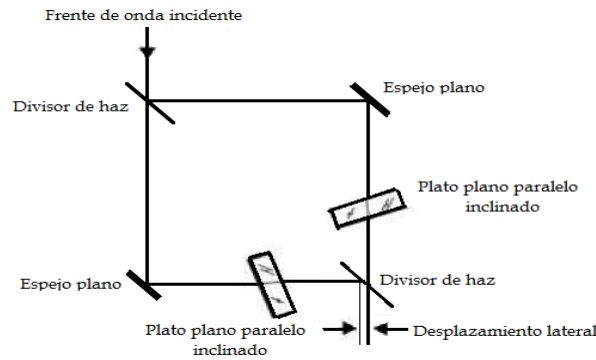 Frente de onda incidente
Espejo plano
Divisor de haz
Plato plano paralelo
inclinado
Espejo plano
Divisor de haz
Plato plano paralelo
inclinado
Desplazamiento lateral